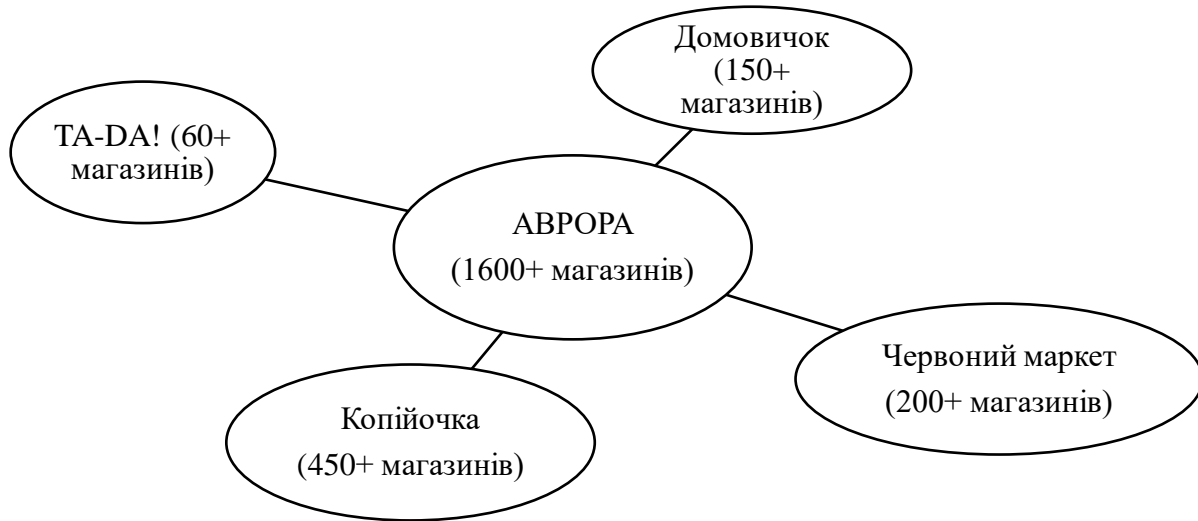 Домовичок
(150+
магазинів)
TA-DA! (60+
магазинів)
АВРОРА
(1600+ магазинів)
Червоний маркет
(200+ магазинів)
Копійочка
(450+ магазинів)